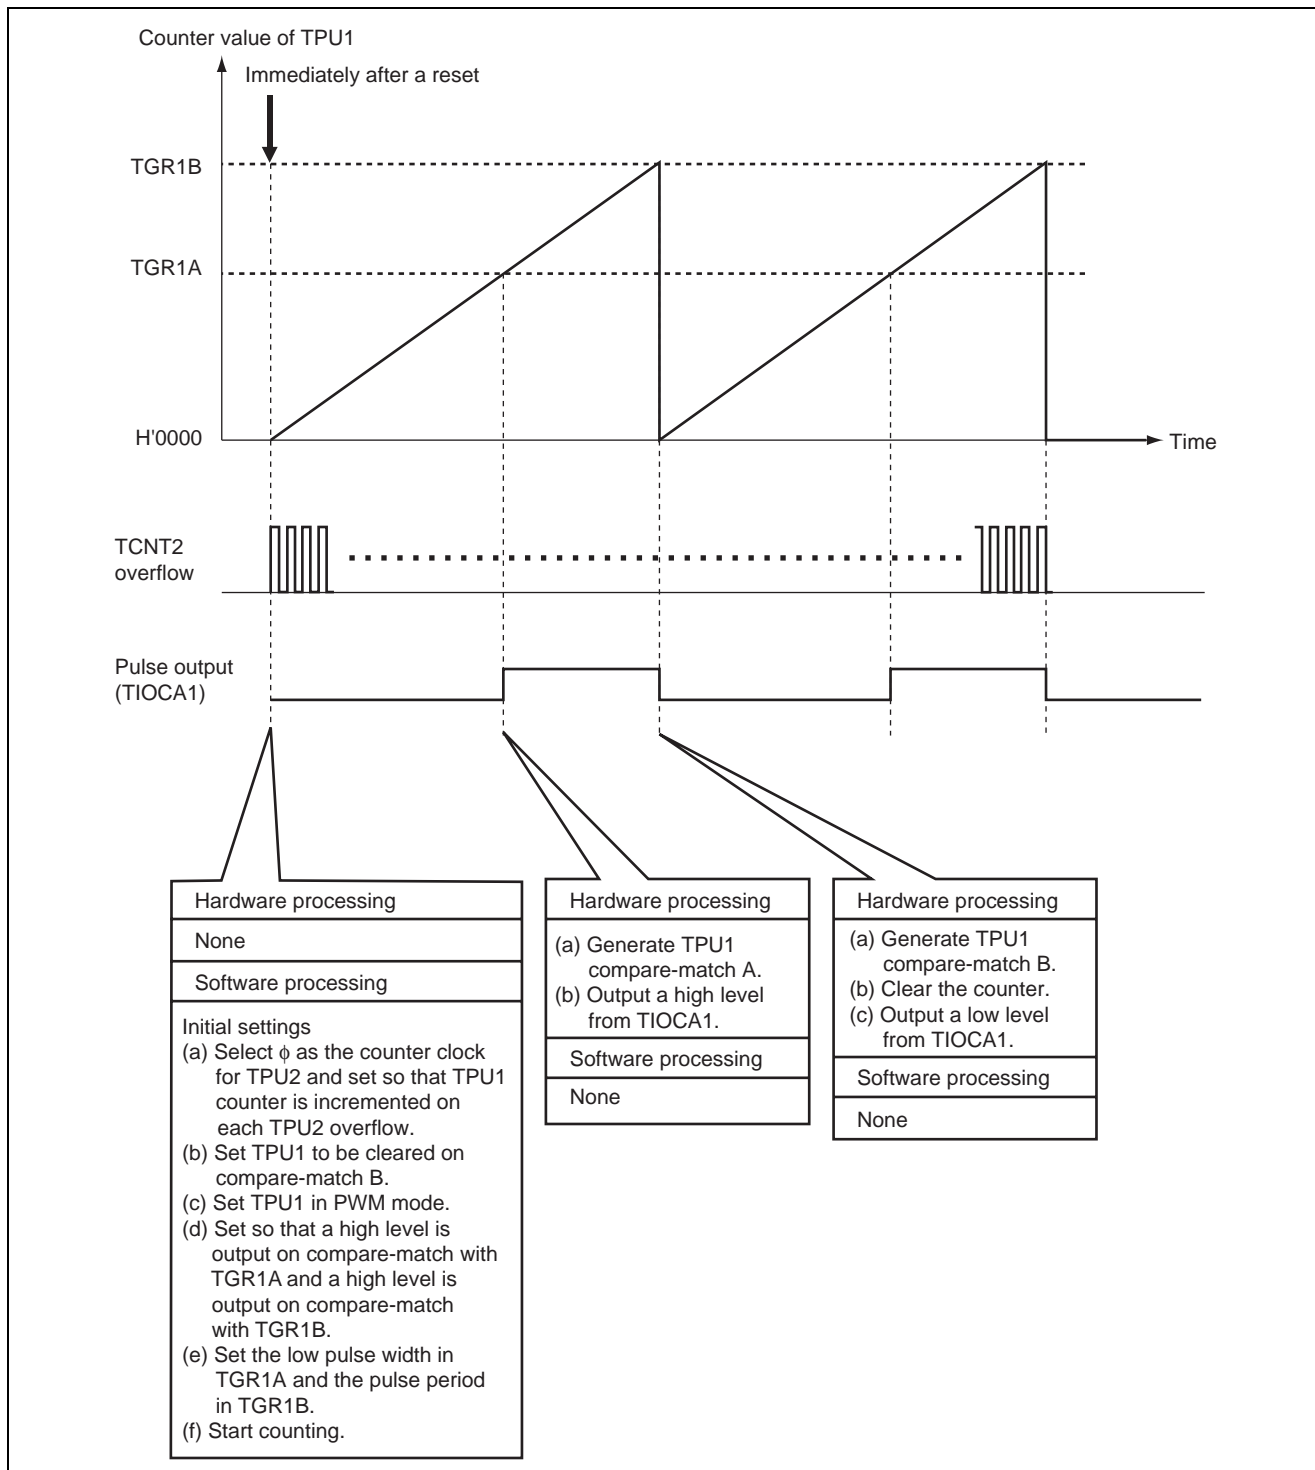 Counter value of TPU1
Immediately after a reset
TGR1B
TGR1A
H'0000
Time
TCNT2
overflow
Pulse output
(TIOCA1)
Hardware processing
None
Software processing
Initial settings
(a) Select ϕ as the counter clock
for TPU2 and set so that TPU1
counter is incremented on
each TPU2 overflow.
(b) Set TPU1 to be cleared on
compare-match B.
(c) Set TPU1 in PWM mode.
(d) Set so that a high level is
output on compare-match with
TGR1A and a high level is
output on compare-match
with TGR1B.
(e) Set the low pulse width in
TGR1A and the pulse period
in TGR1B.
(f) Start counting.
Hardware processing
(a) Generate TPU1
compare-match A.
(b) Output a high level
from TIOCA1.
Software processing
None
Hardware processing
(a) Generate TPU1
compare-match B.
(b) Clear the counter.
(c) Output a low level
from TIOCA1.
Software processing
None